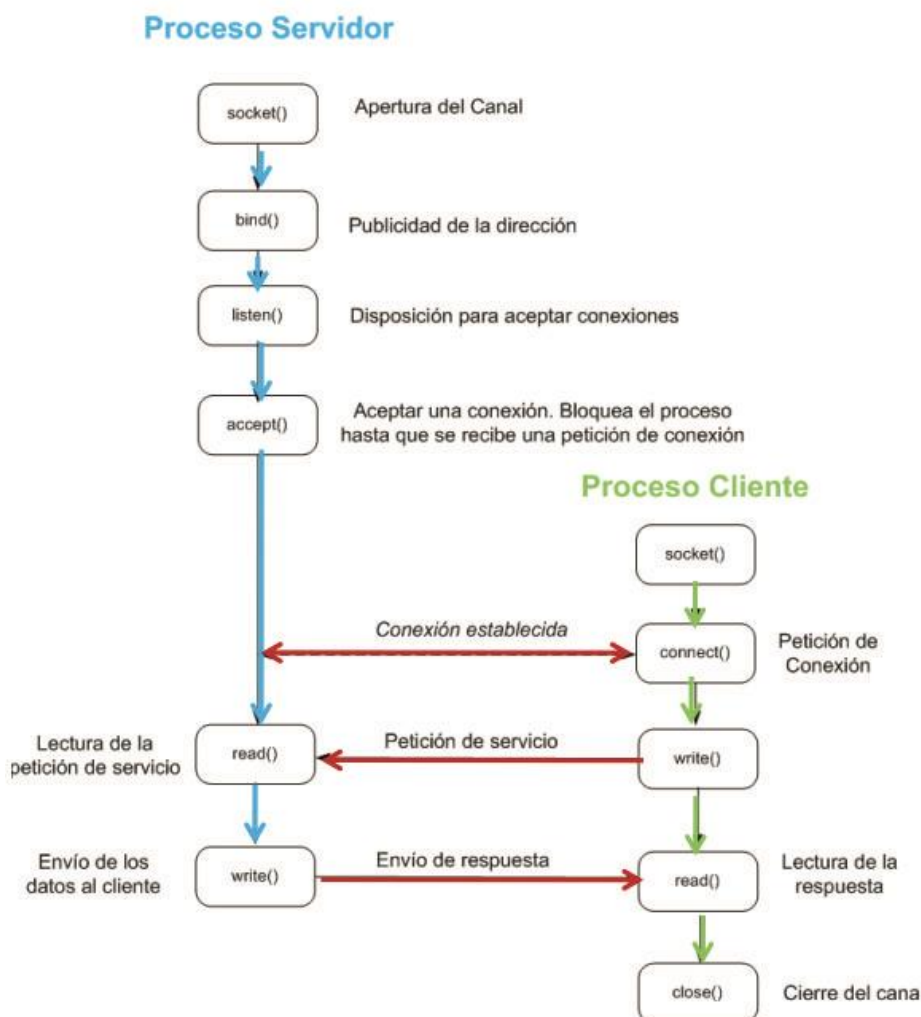 Proceso Servidor
socket()
Apertura del Canal
bind()
Publicidad de la dirección
listen()
Disposición para aceptar conexiones
accept()
Aceptar una conexión. Bloquea el proceso
hasta que se recibe una petición de conexión
Proceso Cliente
socket()
Conexión establecida
connect()
Petición de
Conexión
Lectura de la
petición de servicio
read()
Petición de servicio
write()
Envío de los
datos al cliente
write()
Envío de respuesta
read()
Lectura de la
respuesta
close()
Cierre del cana